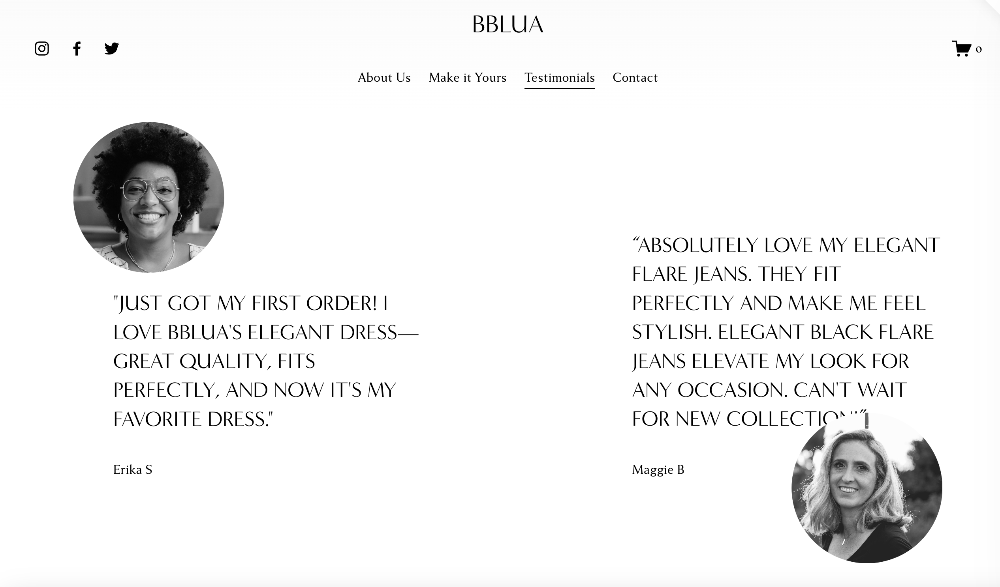 BBLUA
0
About Us Make it Yours Testimonials Contact
"JUST GOT MY FIRST ORDER! I
LOVE BBLUA'S ELEGANT DRESS—
GREAT QUALITY, FITS
PERFECTLY, AND NOW IT'S MY
FAVORITE DRESS."
Erika S
“ABSOLUTELY LOVE MY ELEGANT
FLARE JEANS. THEY FIT
PERFECTLY AND MAKE ME FEEL
STYLISH. ELEGANT BLACK FLARE
JEANS ELEVATE MY LOOK FOR
ANY OCCASION. CAN'T WAIT
FOR NEW COLLECTION!”
Maggie B